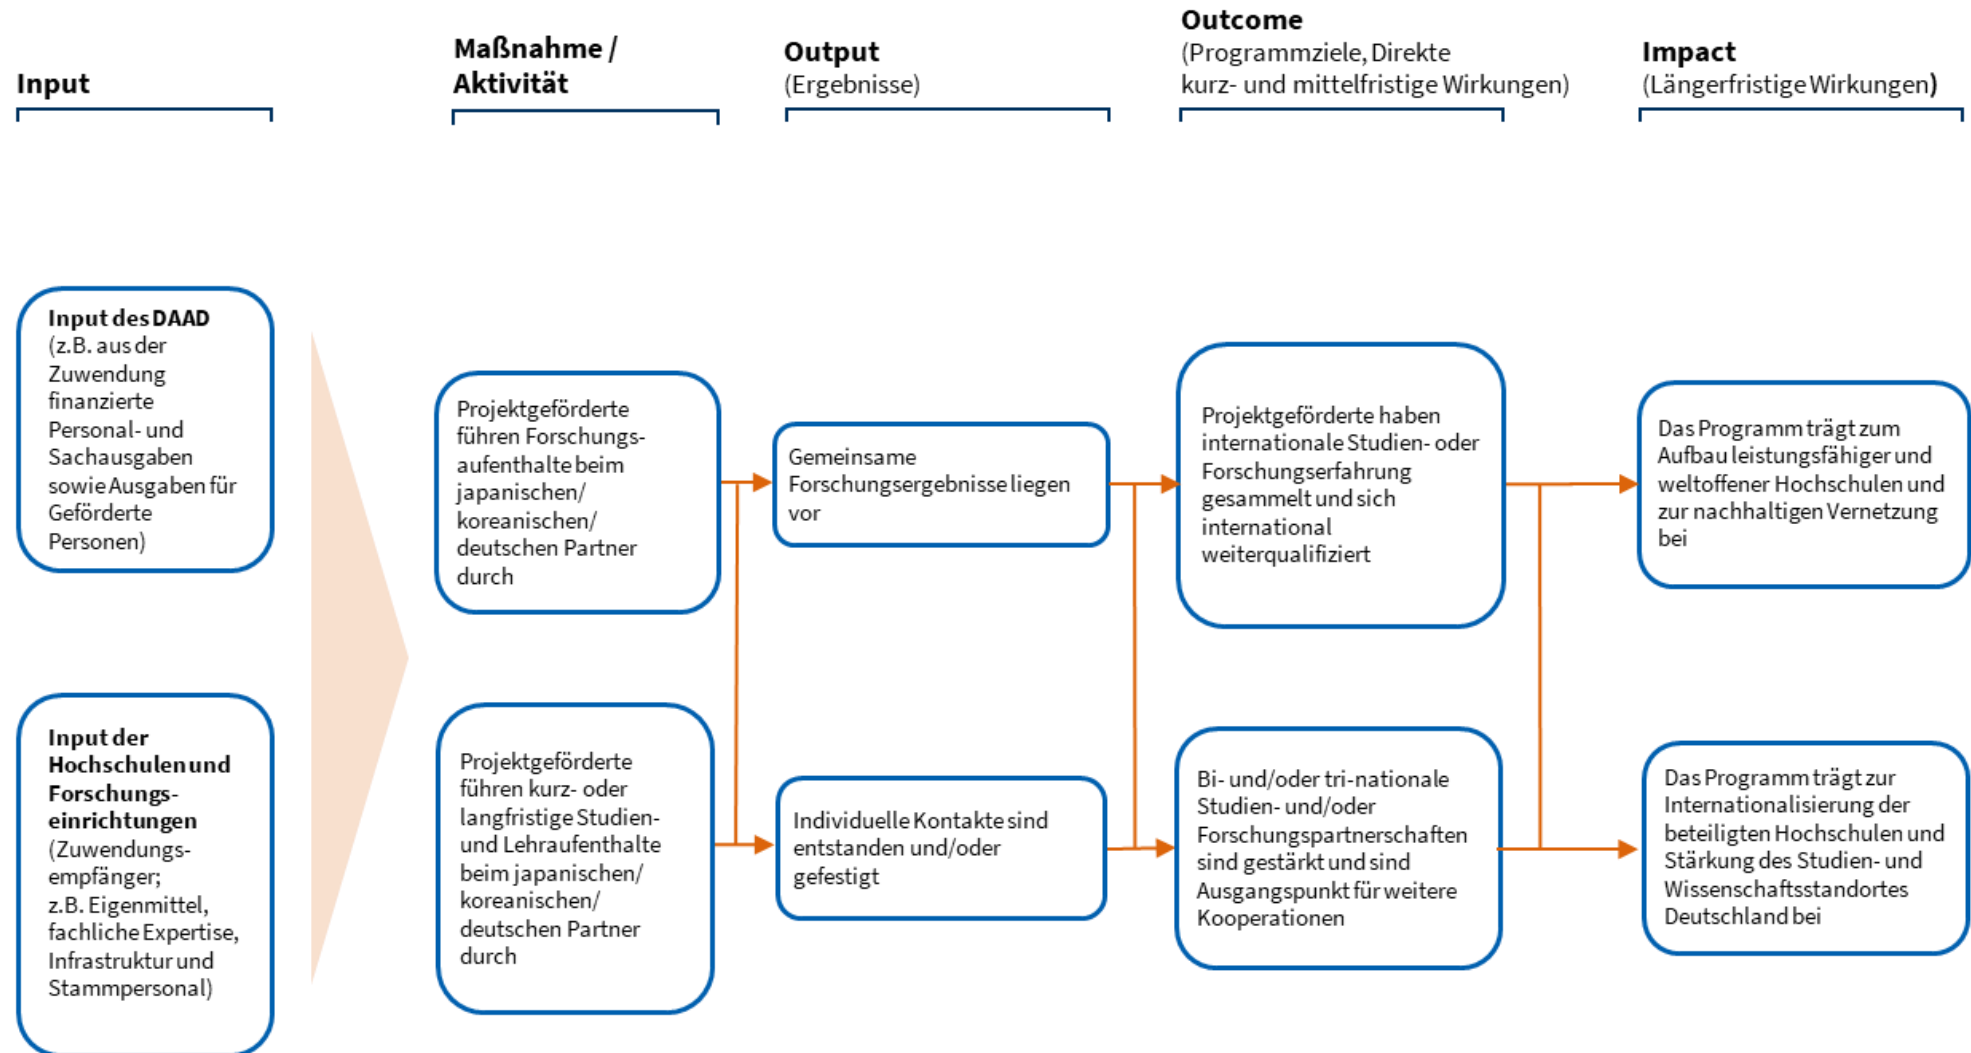 Input
Maßnahme /
Aktivität
Output
(Ergebnisse)
Outcome
(Programmziele, Direkte
kurz- und mittelfristige Wirkungen)
Impact
(Längerfristige Wirkungen)
Input des DAAD
(z.B. aus der
Zuwendung
finanzierte
Personal- und
Sachausgaben
sowie Ausgaben für
Geförderte
Personen)
Input der
Hochschulen und
Forschungs-
einrichtungen
(Zuwendungs-
empfänger;
z.B. Eigenmittel,
fachliche Expertise,
Infrastruktur und
Stammpersonal)
Projektgeförderte
führen Forschungs-
aufenthalte beim
japanischen/
koreanischen/
deutschen Partner
durch
Projektgeförderte
führen kurz- oder
langfristige Studien-
und Lehraufenthalte
beim japanischen/
koreanischen/
deutschen Partner
durch
Gemeinsame
Forschungsergebnisse liegen
vor
Individuelle Kontakte sind
entstanden und/oder
gefestigt
Projektgeförderte haben
internationale Studien- oder
Forschungserfahrung
gesammelt und sich
international
weiterqualifiziert
Bi- und/oder tri-nationale
Studien- und/oder
Forschungspartnerschaften
sind gestärkt und sind
Ausgangspunkt für weitere
Kooperationen
Das Programm trägt zum
Aufbau leistungsfähiger und
weltoffener Hochschulen und
zur nachhaltigen Vernetzung
bei
Das Programm trägt zur
Internationalisierung der
beteiligten Hochschulen und
Stärkung des Studien- und
Wissenschaftsstandortes
Deutschland bei